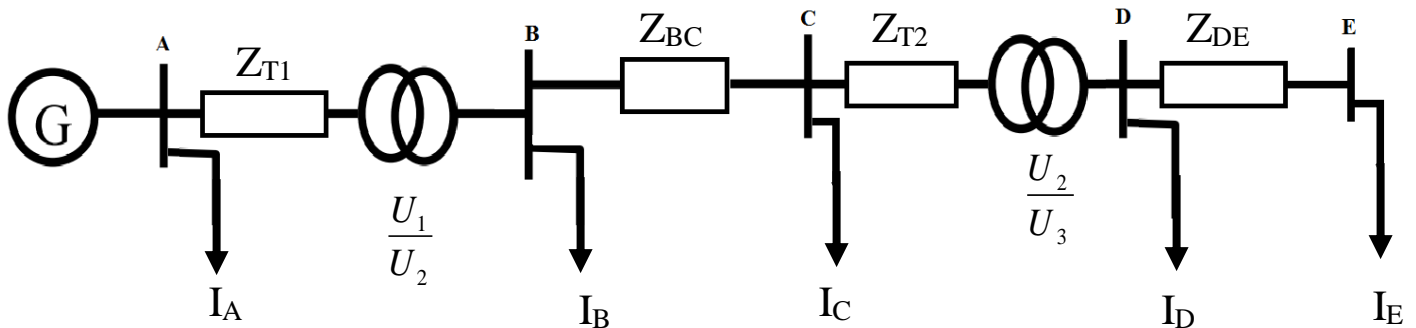 A B C D E
Z_T1 Z_BC Z_T2 Z_DE
G
U_1
U_2
U_2
U_3
I_A I_B I_C I_D I_E